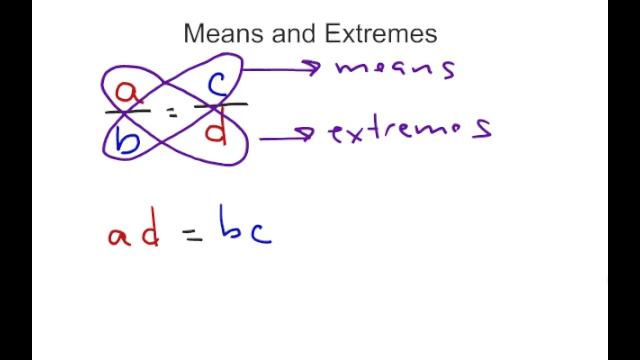 Means and Extremes
a/b = c/d
means
extremes
ad = bc